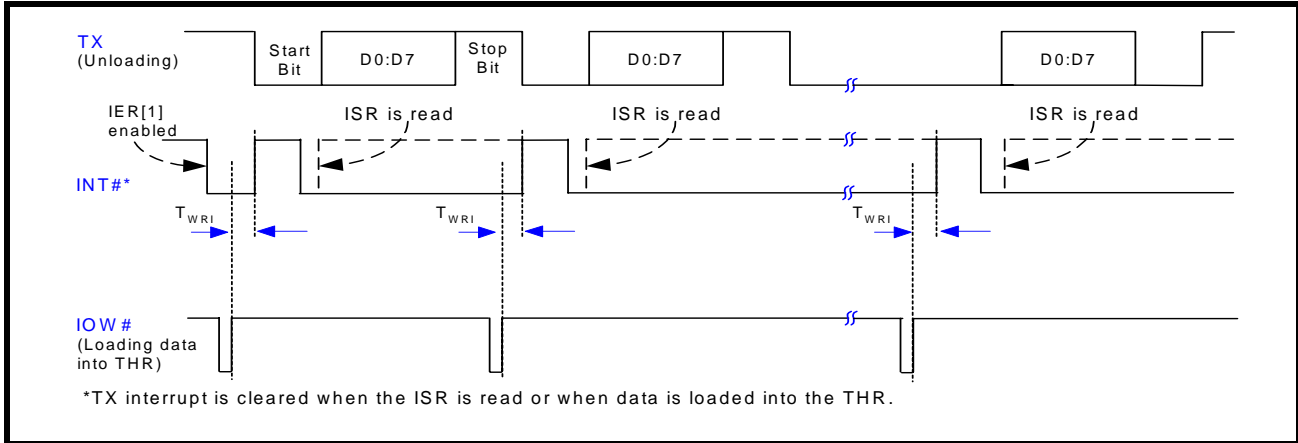 TX
(Unloading)
Start
Bit
D0:D7
Stop
Bit
D0:D7
D0:D7
IER[1]
enabled
ISR is read
ISR is read
ISR is read
INT#*
TWRI
TWRI
TWRI
IOW#
(Loading data
into THR)
*TX interrupt is cleared when the ISR is read or when data is loaded into the THR.